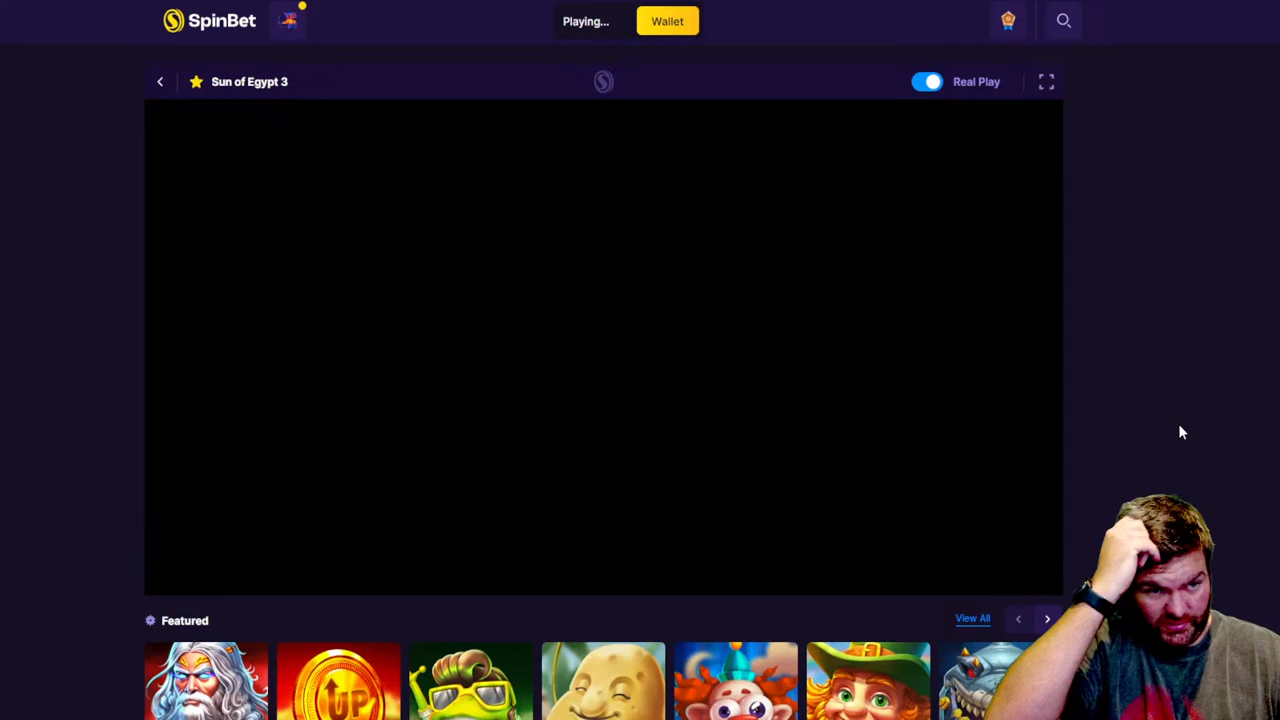 SpinBet
Playing...
Wallet
Sun of Egypt 3
Real Play
Featured
View All
UP